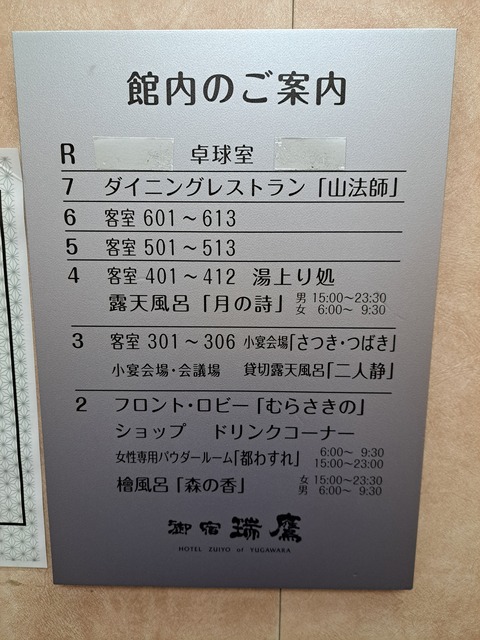 館内のご案内
R 卓球室
7 ダイニングレストラン「山法師」
6 客室 601～613
5 客室 501～513
4 客室 401～412 湯上り処
露天風呂「月の詩」 男 15:00～23:30
女 6:00～ 9:30
3 客室 301～306 小宴会場「さつき・つばき」
小宴会場・会議場 貸切露天風呂「二人静」
2 フロント・ロビー「むらさきの」
ショップ ドリンクコーナー
女性専用パウダールーム「都わすれ」 6:00～ 9:30
15:00～23:00
檜風呂「森の香」 女 15:00～23:30
男 6:00～ 9:30
御宿 瑞鷹
HOTEL ZUIYO of YUGAWARA